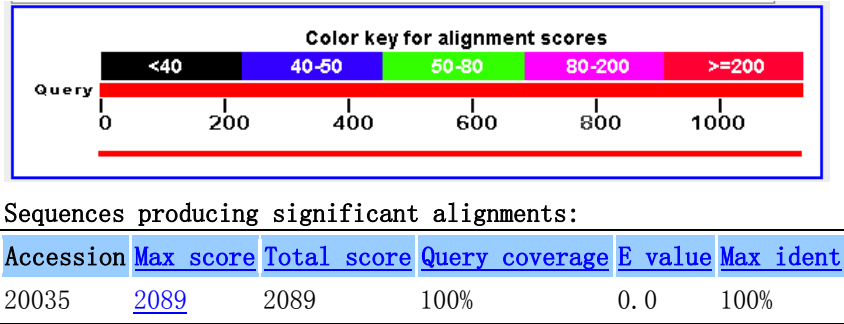 Color key for alignment scores
<40 40-50 50-80 80-200 >=200
Query
0 200 400 600 800 1000
Sequences producing significant alignments:
Accession Max score Total score Query coverage E value Max ident
20035 2089 2089 100% 0.0 100%